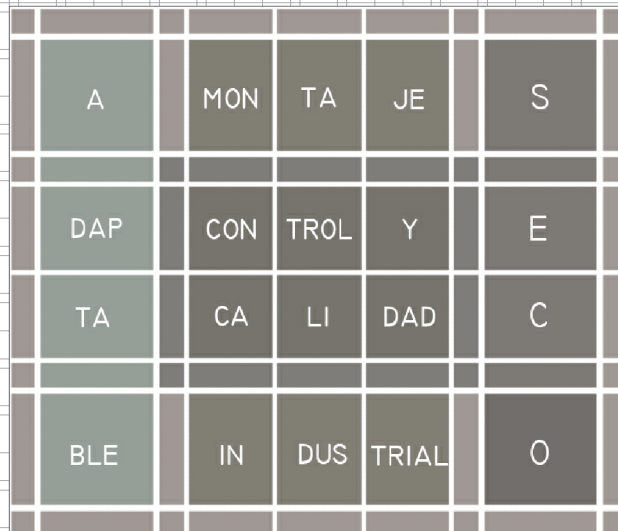 A MON TA JE S
DAP CON TROL Y E
TA CA LI DAD C
BLE IN DUS TRIAL O